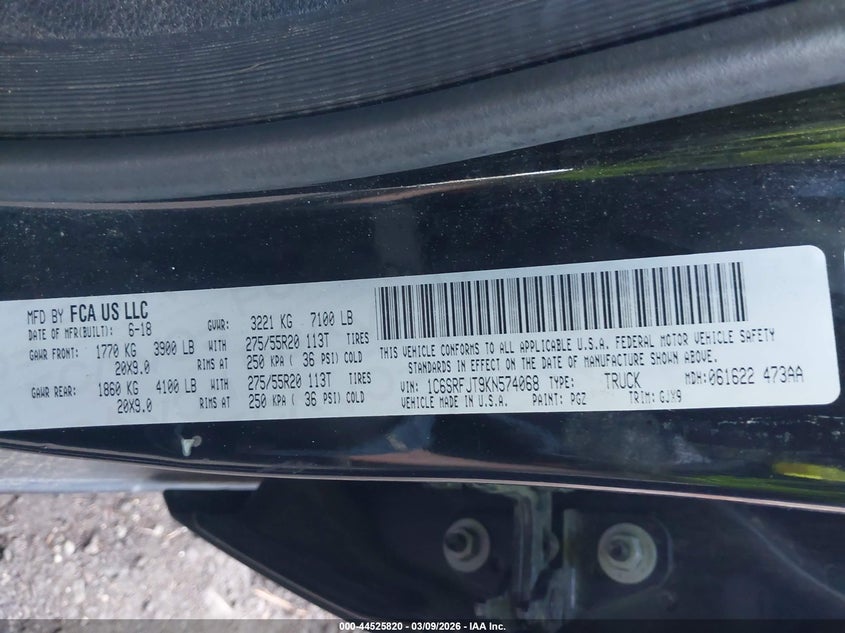 MFD BY FCA US LLC
DATE OF MFR(BUILT): 6-18 GVWR: 3221 KG 7100 LB
GAWR FRONT: 1770 KG 3900 LB WITH 275/55R20 113T TIRES
20X9.0 RIMS AT 250 KPA ( 36 PSI) COLD
GAWR REAR: 1860 KG 4100 LB WITH 275/55R20 113T TIRES
20X9.0 RIMS AT 250 KPA ( 36 PSI) COLD
THIS VEHICLE CONFORMS TO ALL APPLICABLE U.S.A. FEDERAL MOTOR VEHICLE SAFETY
STANDARDS IN EFFECT ON THE DATE OF MANUFACTURE SHOWN ABOVE.
VIN: 1C6SRFJT9KN574068 TYPE: TRUCK MDH:061622 473AA
VEHICLE MADE IN U.S.A. PAINT: PGZ TRIM: GJX9
000-44525820 - 03/09/2026 - IAA Inc.